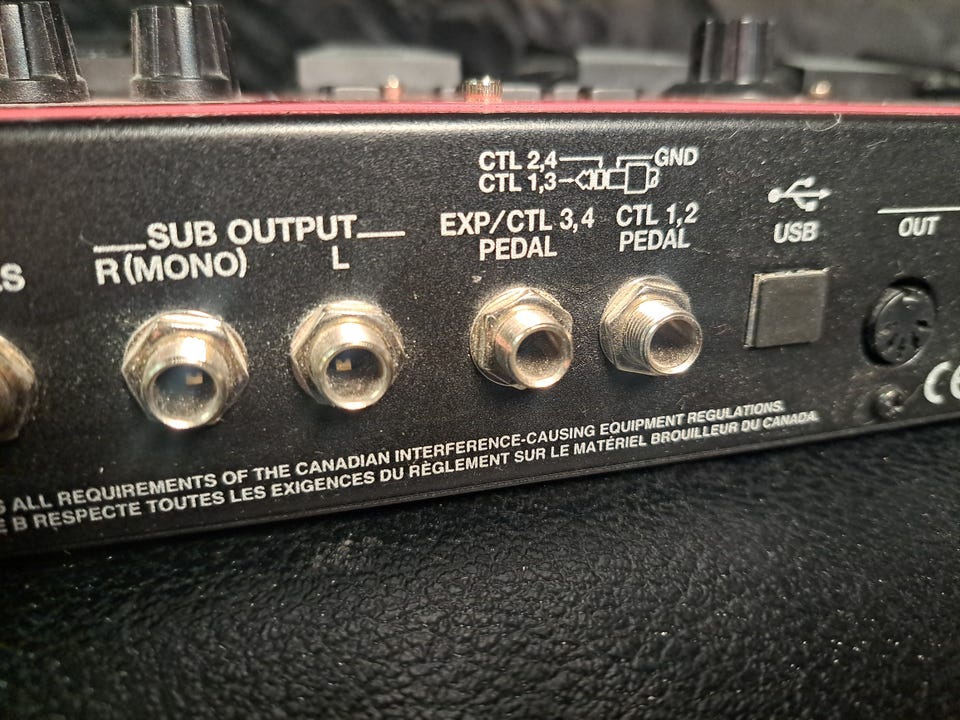 CTL 2,4 GND
CTL 1,3
SUB OUTPUT
R (MONO) L
EXP/CTL 3,4
PEDAL
CTL 1,2
PEDAL
USB
OUT
S ALL REQUIREMENTS OF THE CANADIAN INTERFERENCE-CAUSING EQUIPMENT REGULATIONS.
E B RESPECTE TOUTES LES EXIGENCES DU RÈGLEMENT SUR LE MATÉRIEL BROUILLEUR DU CANADA.
CE